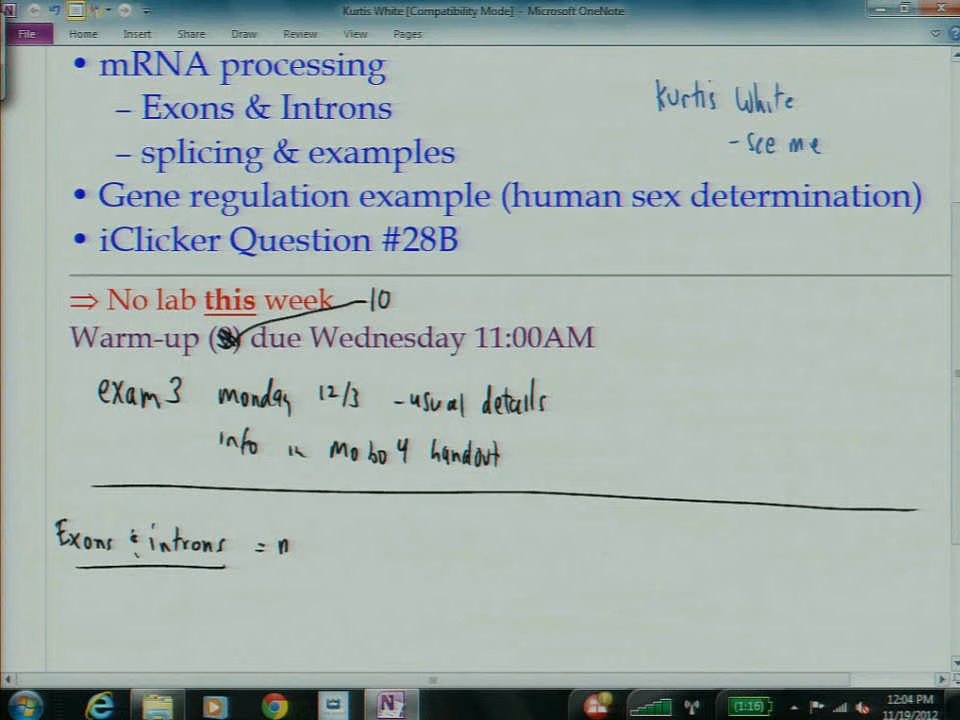 Kurtis White [Compatibility Mode] - Microsoft OneNote
File Home Insert Share Draw Review View Pages
• mRNA processing
– Exons & Introns
– splicing & examples
Kurtis White
- see me
• Gene regulation example (human sex determination)
• iClicker Question #28B
⇒ No lab this week
10
Warm-up ( ) due Wednesday 11:00AM
exam 3 monday 12/3 - usual details
info in Mobo 4 handout
Exons & introns = n
(1:16)
12:04 PM
11/19/2012